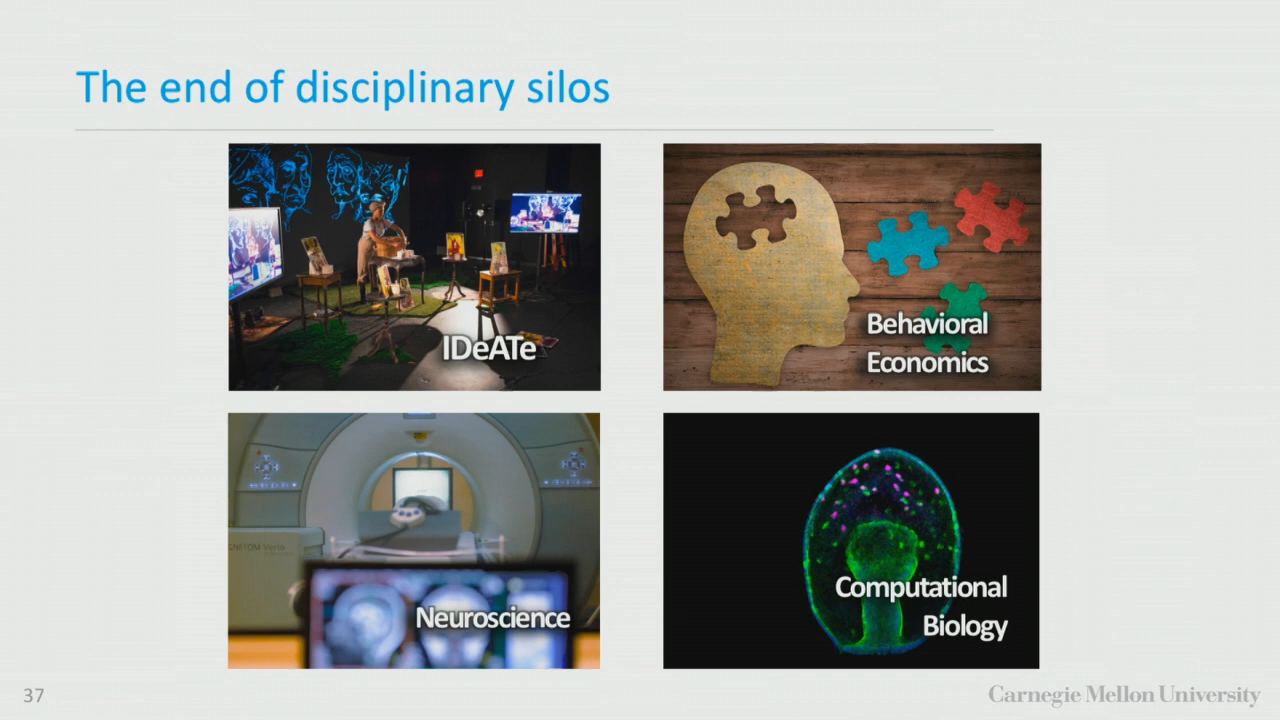 The end of disciplinary silos
IDeATe
Behavioral
Economics
Neuroscience
Computational
Biology
37
Carnegie Mellon University